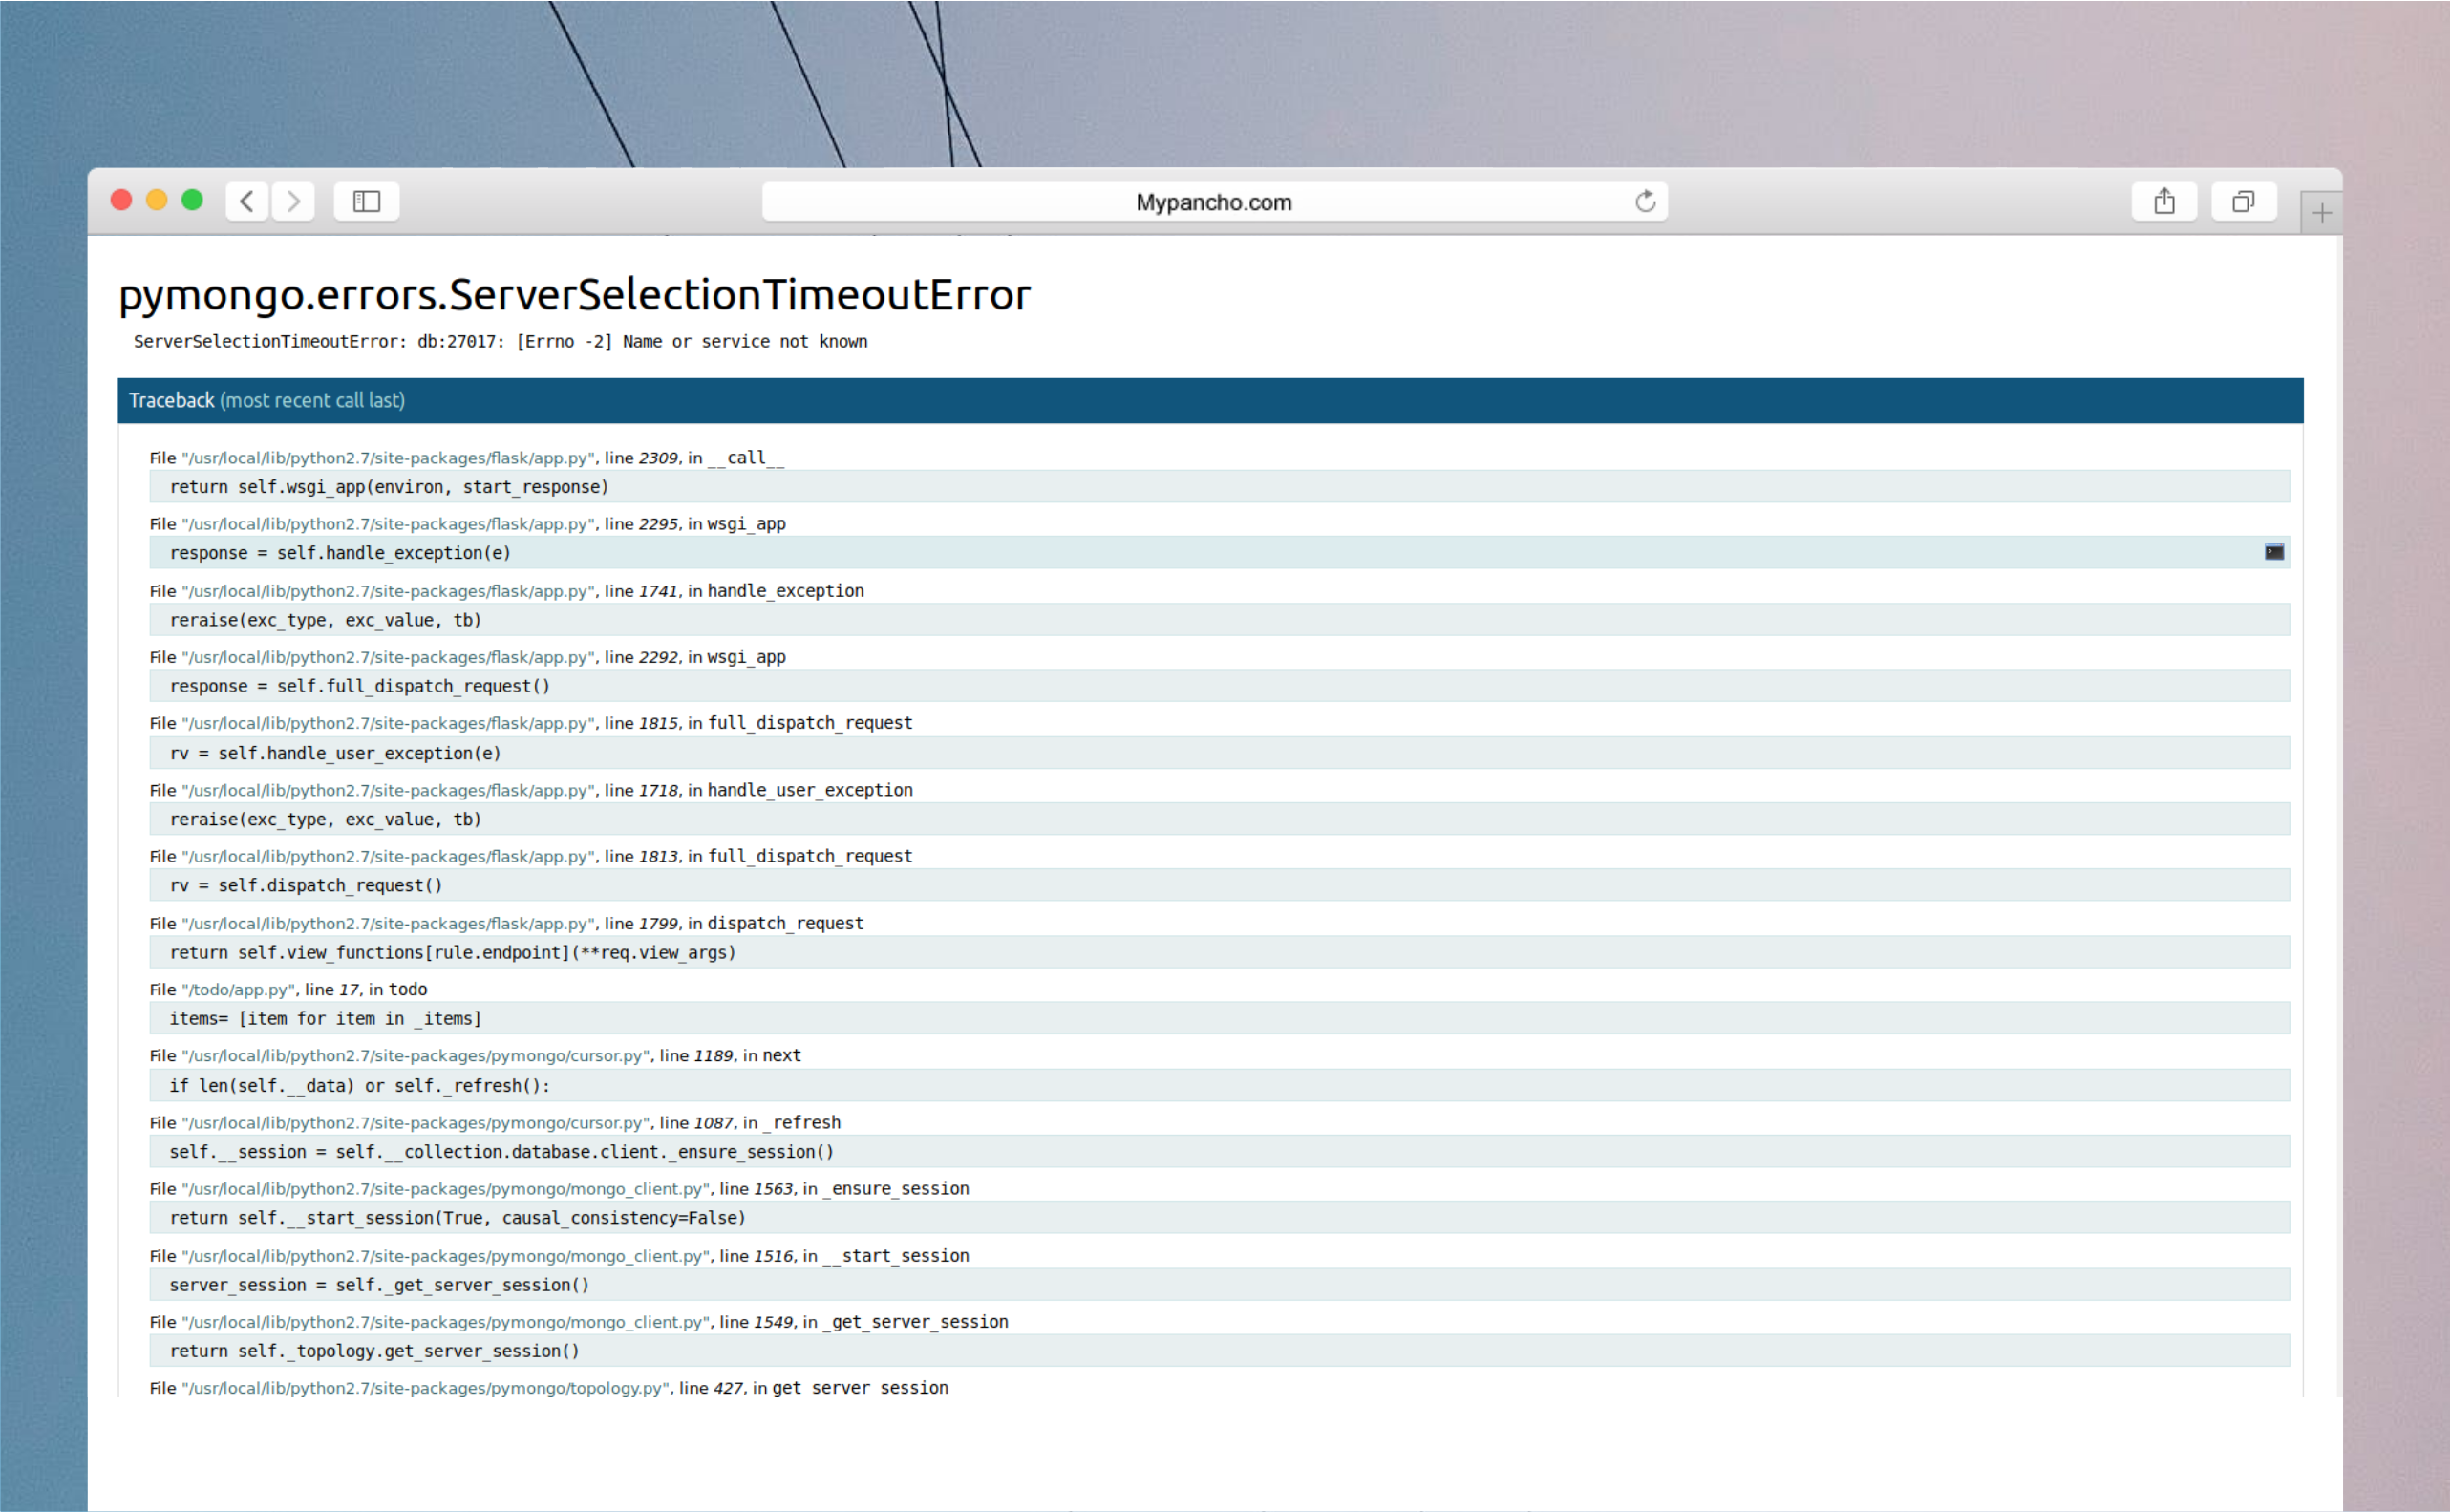 Mypancho.com
pymongo.errors.ServerSelectionTimeoutError
ServerSelectionTimeoutError: db:27017: [Errno -2] Name or service not known
Traceback (most recent call last)
File "/usr/local/lib/python2.7/site-packages/flask/app.py", line 2309, in __call__
return self.wsgi_app(environ, start_response)
File "/usr/local/lib/python2.7/site-packages/flask/app.py", line 2295, in wsgi_app
response = self.handle_exception(e)
File "/usr/local/lib/python2.7/site-packages/flask/app.py", line 1741, in handle_exception
reraise(exc_type, exc_value, tb)
File "/usr/local/lib/python2.7/site-packages/flask/app.py", line 2292, in wsgi_app
response = self.full_dispatch_request()
File "/usr/local/lib/python2.7/site-packages/flask/app.py", line 1815, in full_dispatch_request
rv = self.handle_user_exception(e)
File "/usr/local/lib/python2.7/site-packages/flask/app.py", line 1718, in handle_user_exception
reraise(exc_type, exc_value, tb)
File "/usr/local/lib/python2.7/site-packages/flask/app.py", line 1813, in full_dispatch_request
rv = self.dispatch_request()
File "/usr/local/lib/python2.7/site-packages/flask/app.py", line 1799, in dispatch_request
return self.view_functions[rule.endpoint](**req.view_args)
File "/todo/app.py", line 17, in todo
items= [item for item in _items]
File "/usr/local/lib/python2.7/site-packages/pymongo/cursor.py", line 1189, in next
if len(self.__data) or self._refresh():
File "/usr/local/lib/python2.7/site-packages/pymongo/cursor.py", line 1087, in _refresh
self.__session = self.__collection.database.client._ensure_session()
File "/usr/local/lib/python2.7/site-packages/pymongo/mongo_client.py", line 1563, in _ensure_session
return self.__start_session(True, causal_consistency=False)
File "/usr/local/lib/python2.7/site-packages/pymongo/mongo_client.py", line 1516, in __start_session
server_session = self._get_server_session()
File "/usr/local/lib/python2.7/site-packages/pymongo/mongo_client.py", line 1549, in _get_server_session
return self._topology.get_server_session()
File "/usr/local/lib/python2.7/site-packages/pymongo/topology.py", line 427, in get server session